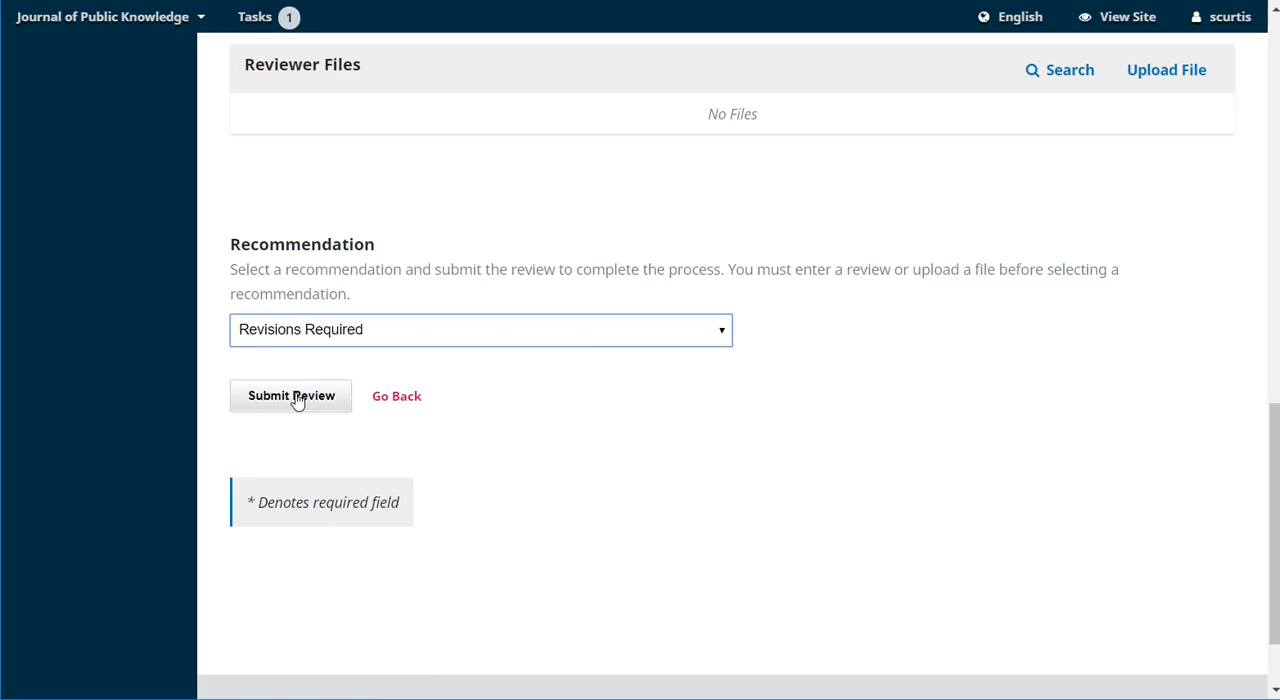 Journal of Public Knowledge Tasks 1 English View Site scurtis
Reviewer Files Search Upload File
No Files
Recommendation
Select a recommendation and submit the review to complete the process. You must enter a review or upload a file before selecting a
recommendation.
Revisions Required
Submit Review Go Back
* Denotes required field